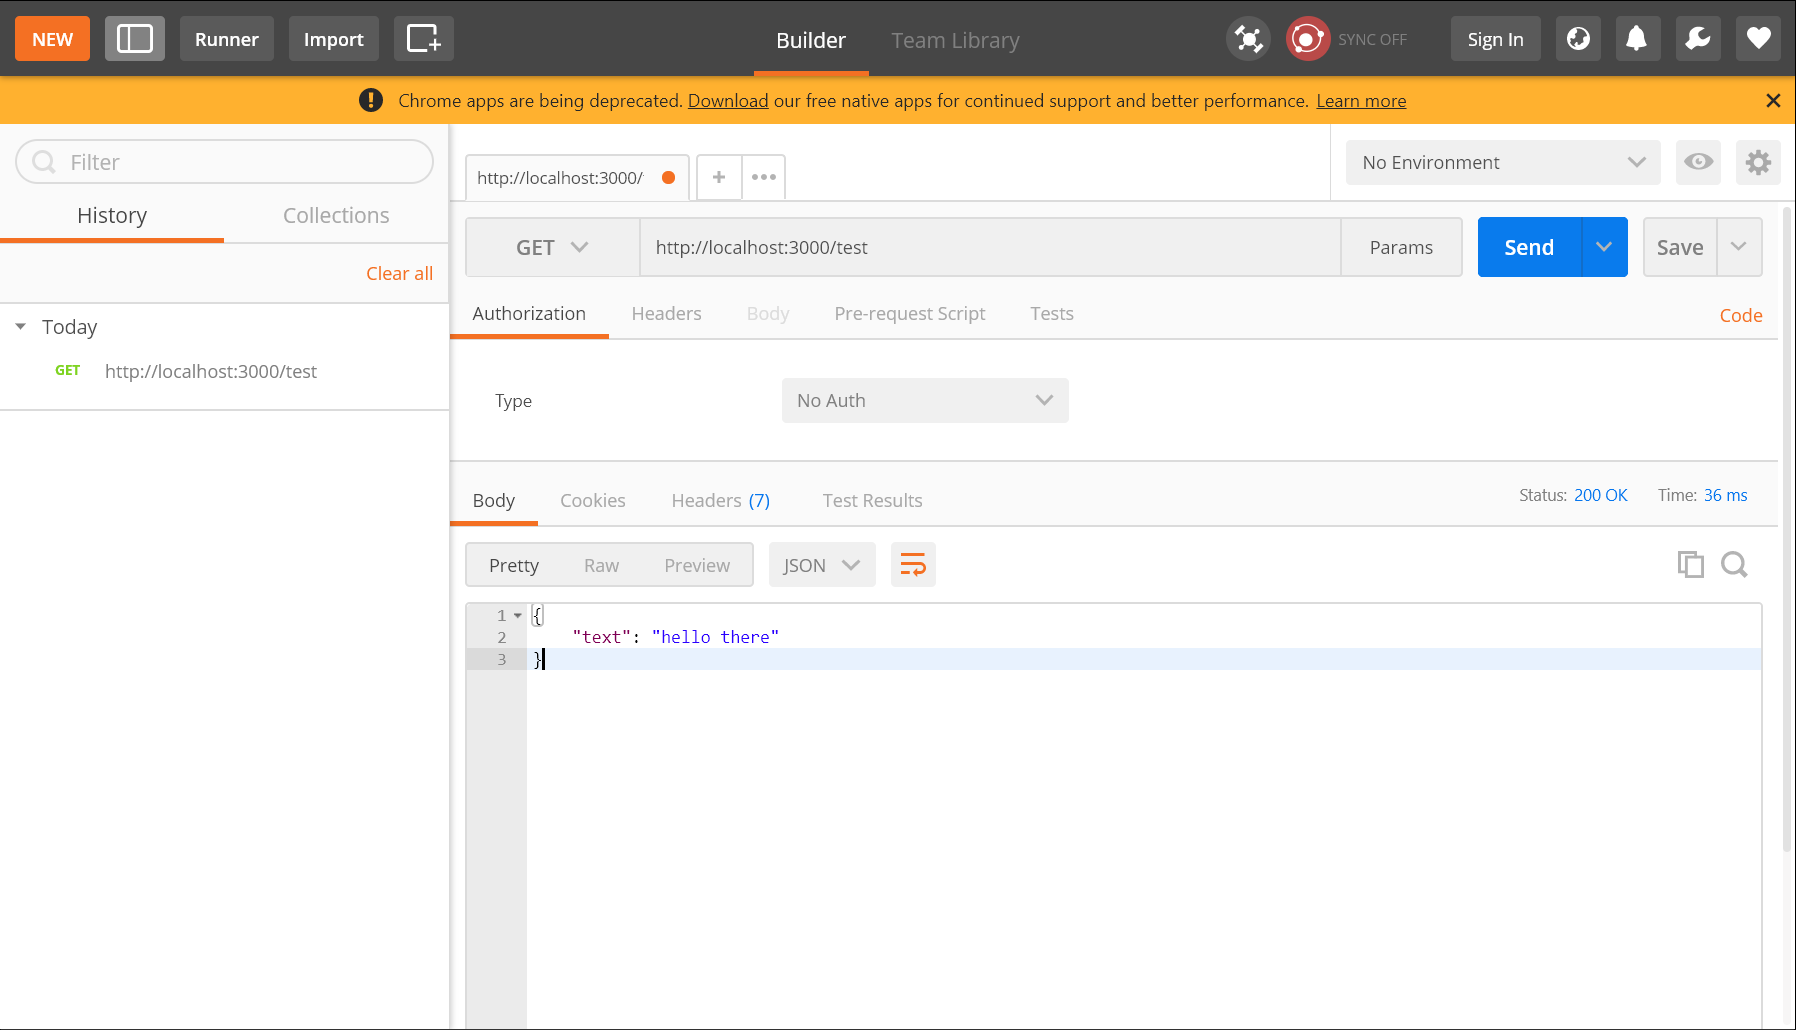 NEW Runner Import Builder Team Library SYNC OFF Sign In
Chrome apps are being deprecated. Download our free native apps for continued support and better performance. Learn more
Filter
History Collections
Clear all
Today
GET http://localhost:3000/test
http://localhost:3000/
No Environment
GET http://localhost:3000/test Params Send Save
Authorization Headers Body Pre-request Script Tests Code
Type No Auth
Body Cookies Headers (7) Test Results Status: 200 OK Time: 36 ms
Pretty Raw Preview JSON
1 {
2 "text": "hello there"
3 }